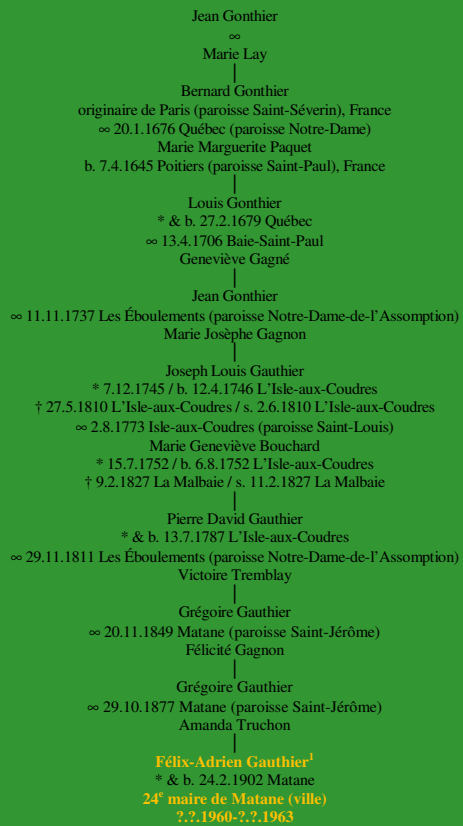 Jean Gonthier
∞
Marie Lay
Bernard Gonthier
originaire de Paris (paroisse Saint-Séverin), France
∞ 20.1.1676 Québec (paroisse Notre-Dame)
Marie Marguerite Paquet
b. 7.4.1645 Poitiers (paroisse Saint-Paul), France
Louis Gonthier
* & b. 27.2.1679 Québec
∞ 13.4.1706 Baie-Saint-Paul
Geneviève Gagné
Jean Gonthier
∞ 11.11.1737 Les Éboulements (paroisse Notre-Dame-de-l’Assomption)
Marie Josèphe Gagnon
Joseph Louis Gauthier
* 7.12.1745 / b. 12.4.1746 L’Isle-aux-Coudres
† 27.5.1810 L’Isle-aux-Coudres / s. 2.6.1810 L’Isle-aux-Coudres
∞ 2.8.1773 Isle-aux-Coudres (paroisse Saint-Louis)
Marie Geneviève Bouchard
* 15.7.1752 / b. 6.8.1752 L’Isle-aux-Coudres
† 9.2.1827 La Malbaie / s. 11.2.1827 La Malbaie
Pierre David Gauthier
* & b. 13.7.1787 L’Isle-aux-Coudres
∞ 29.11.1811 Les Éboulements (paroisse Notre-Dame-de-l’Assomption)
Victoire Tremblay
Grégoire Gauthier
∞ 20.11.1849 Matane (paroisse Saint-Jérôme)
Félicité Gagnon
Grégoire Gauthier
∞ 29.10.1877 Matane (paroisse Saint-Jérôme)
Amanda Truchon
Félix-Adrien Gauthier¹
* & b. 24.2.1902 Matane
24ᵉ maire de Matane (ville)
?.?.1960-?.?.1963